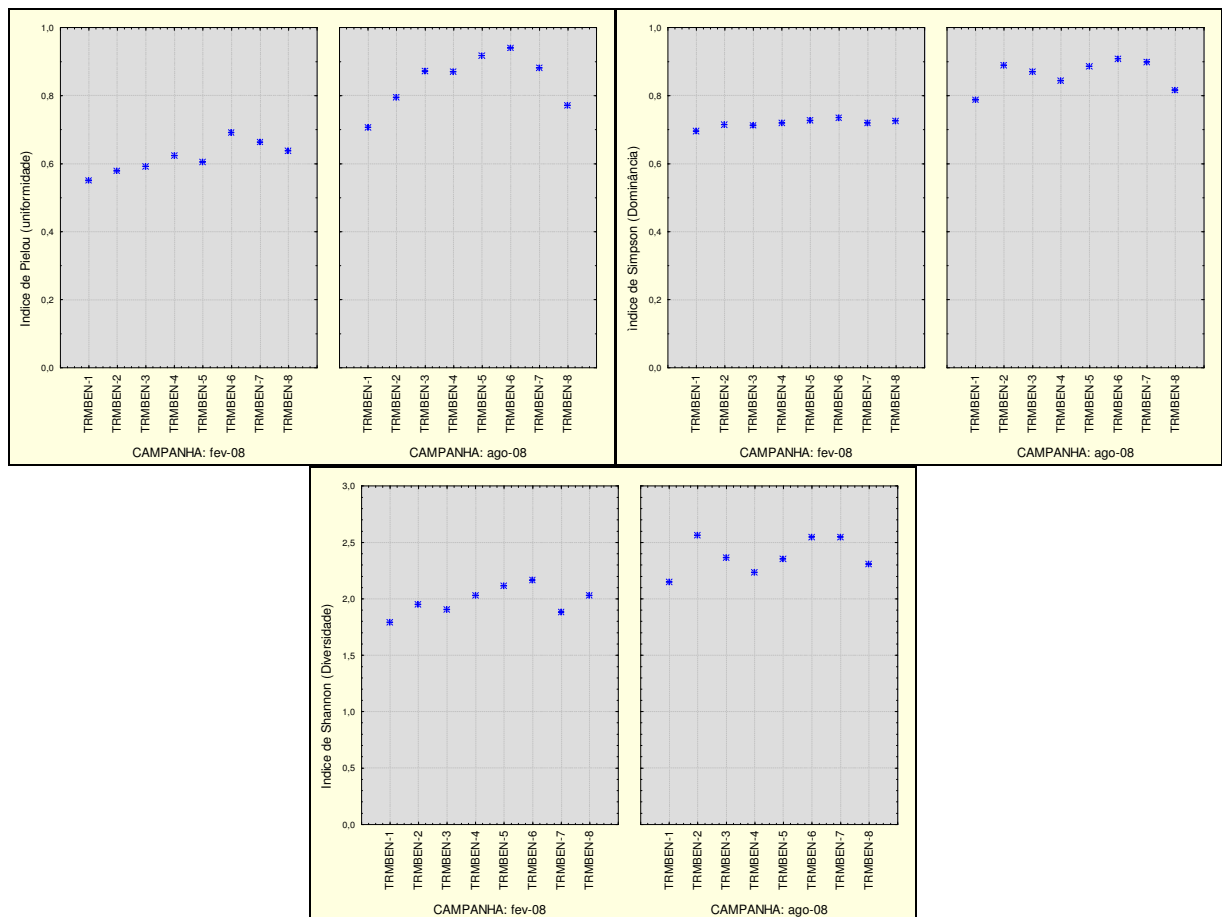 1,0
0,8
0,6
0,4
0,2
0,0
Indice de Pielou (uniformidade)
TRMBEN-1
TRMBEN-2
TRMBEN-3
TRMBEN-4
TRMBEN-5
TRMBEN-6
TRMBEN-7
TRMBEN-8
CAMPANHA: fev-08
TRMBEN-1
TRMBEN-2
TRMBEN-3
TRMBEN-4
TRMBEN-5
TRMBEN-6
TRMBEN-7
TRMBEN-8
CAMPANHA: ago-08
1,0
0,8
0,6
0,4
0,2
0,0
ìndice de Simpson (Dominância)
TRMBEN-1
TRMBEN-2
TRMBEN-3
TRMBEN-4
TRMBEN-5
TRMBEN-6
TRMBEN-7
TRMBEN-8
CAMPANHA: fev-08
TRMBEN-1
TRMBEN-2
TRMBEN-3
TRMBEN-4
TRMBEN-5
TRMBEN-6
TRMBEN-7
TRMBEN-8
CAMPANHA: ago-08
3,0
2,5
2,0
1,5
1,0
0,5
0,0
Indice de Shannon (Diversidade)
TRMBEN-1
TRMBEN-2
TRMBEN-3
TRMBEN-4
TRMBEN-5
TRMBEN-6
TRMBEN-7
TRMBEN-8
CAMPANHA: fev-08
TRMBEN-1
TRMBEN-2
TRMBEN-3
TRMBEN-4
TRMBEN-5
TRMBEN-6
TRMBEN-7
TRMBEN-8
CAMPANHA: ago-08